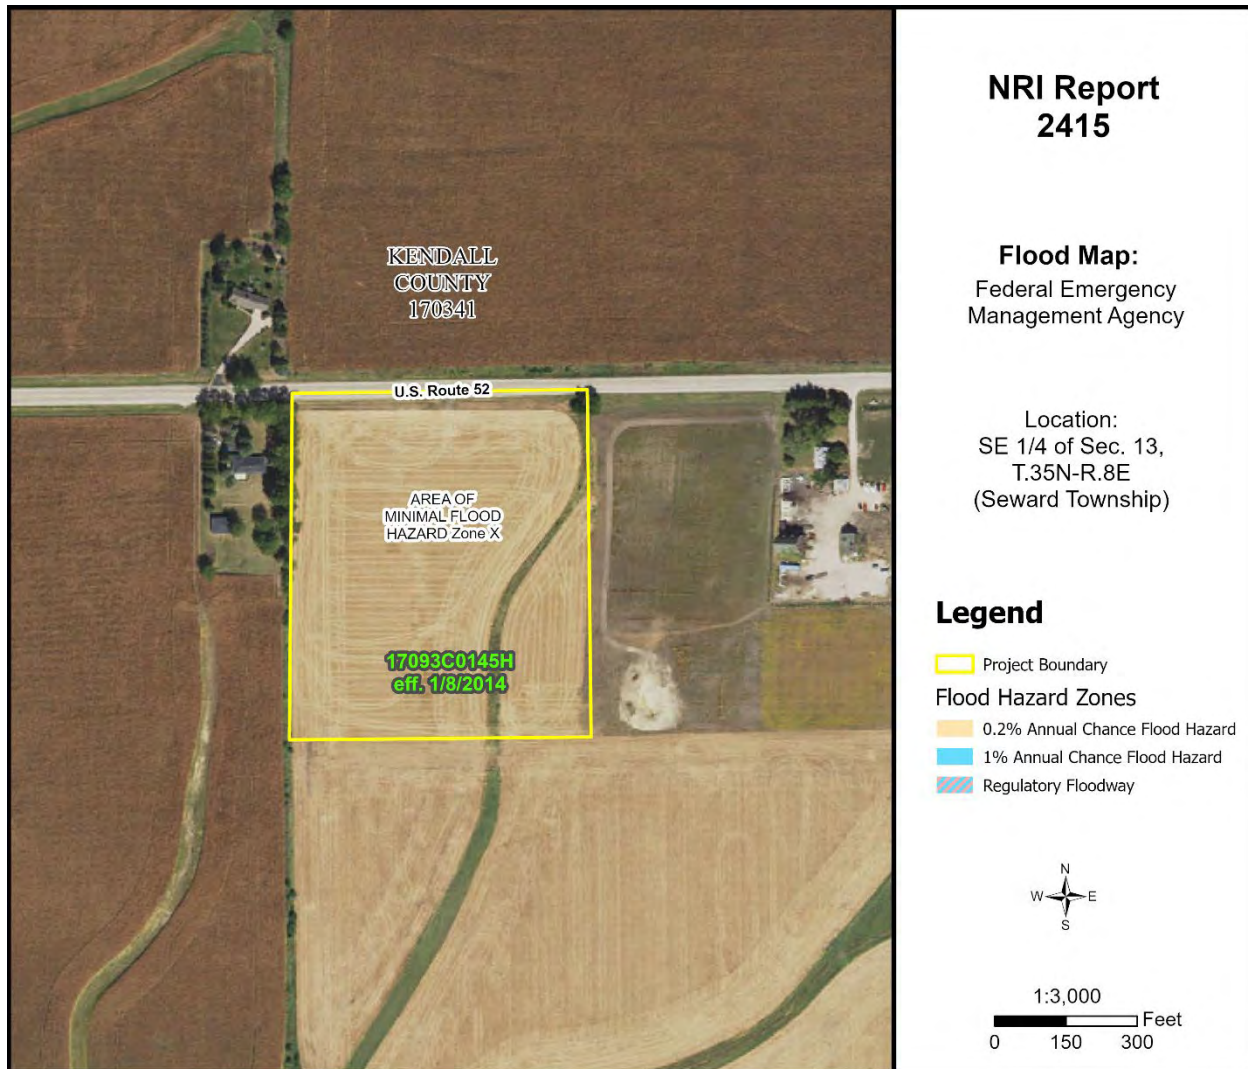 KENDALL
COUNTY
170341
U.S. Route 52
AREA OF
MINIMAL FLOOD
HAZARD Zone X
17093C0145H
eff. 1/8/2014
NRI Report
2415
Flood Map:
Federal Emergency
Management Agency
Location:
SE 1/4 of Sec. 13,
T.35N-R.8E
(Seward Township)
Legend
Project Boundary
Flood Hazard Zones
0.2% Annual Chance Flood Hazard
1% Annual Chance Flood Hazard
Regulatory Floodway
N
W E
S
1:3,000
Feet
0 150 300